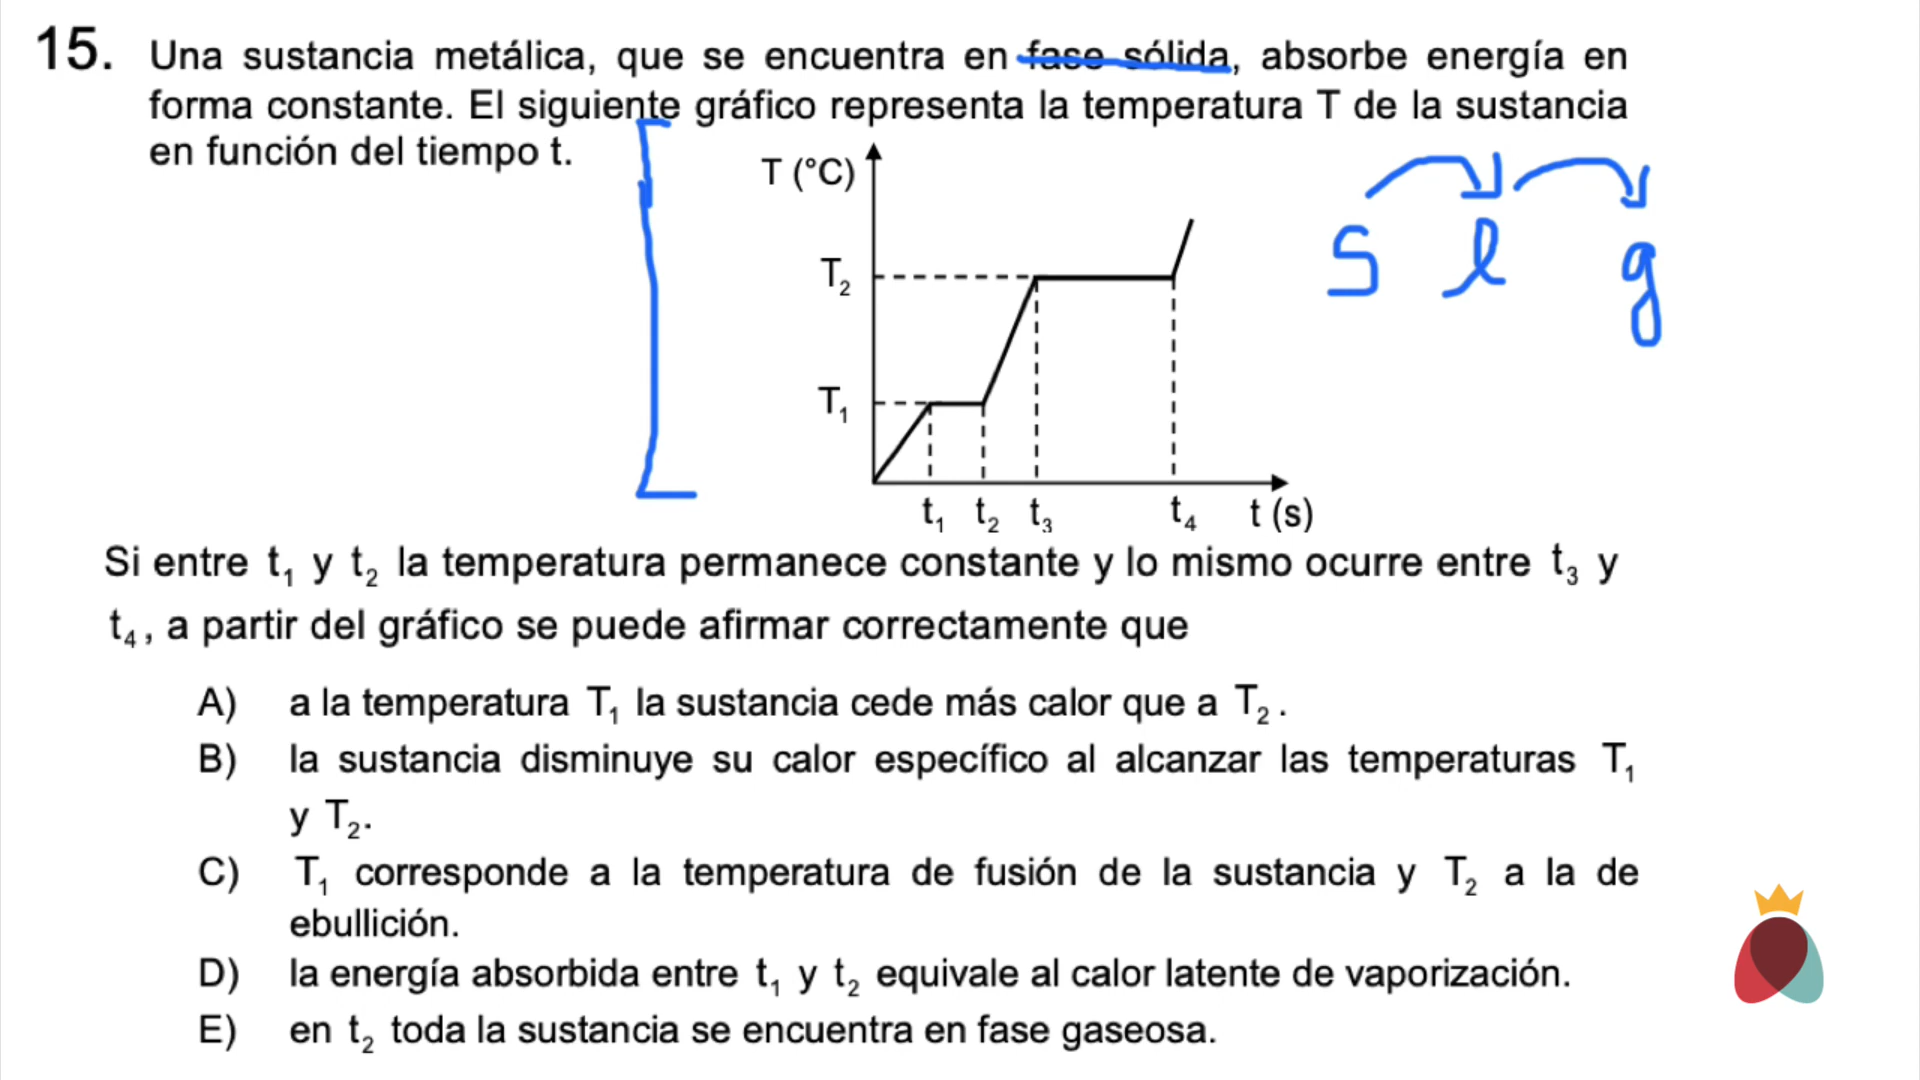 15. Una sustancia metálica, que se encuentra en fase sólida, absorbe energía en
forma constante. El siguiente gráfico representa la temperatura T de la sustancia
en función del tiempo t.
T (°C)
T₂
T₁
t₁ t₂ t₃ t₄ t (s)
s l g
Si entre t₁ y t₂ la temperatura permanece constante y lo mismo ocurre entre t₃ y
t₄, a partir del gráfico se puede afirmar correctamente que
A) a la temperatura T₁ la sustancia cede más calor que a T₂.
B) la sustancia disminuye su calor específico al alcanzar las temperaturas T₁
y T₂.
C) T₁ corresponde a la temperatura de fusión de la sustancia y T₂ a la de
ebullición.
D) la energía absorbida entre t₁ y t₂ equivale al calor latente de vaporización.
E) en t₂ toda la sustancia se encuentra en fase gaseosa.